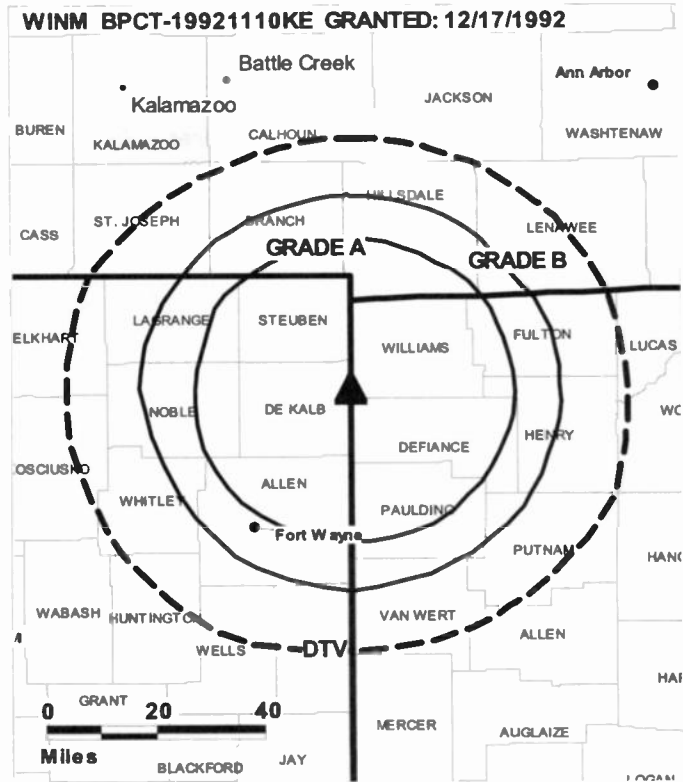 WINM BPCT-19921110KE GRANTED: 12/17/1992
Battle Creek
Ann Arbor
Kalamazoo
JACKSON
BUREN
KALAMAZOO
CALHOUN
WASHTENAW
HILLSDALE
ST. JOSEPH
BRANCH
LENAWEE
CASS
GRADE A
GRADE B
LAGRANGE
STEUBEN
ELKHART
WILLIAMS
FULTON
LUCAS
NOBLE
DE KALB
WO
HENRY
DEFIANCE
OSCIUSKO
ALLEN
WHITLEY
PAULDING
Fort Wayne
PUTNAM
HANC
WABASH
HUNTINGTON
VAN WERT
ALLEN
WELLS
DTV
GRANT
HAR
0 20 40
MERCER
AUGLAIZE
Miles
JAY
BLACKFORD
LOGAN